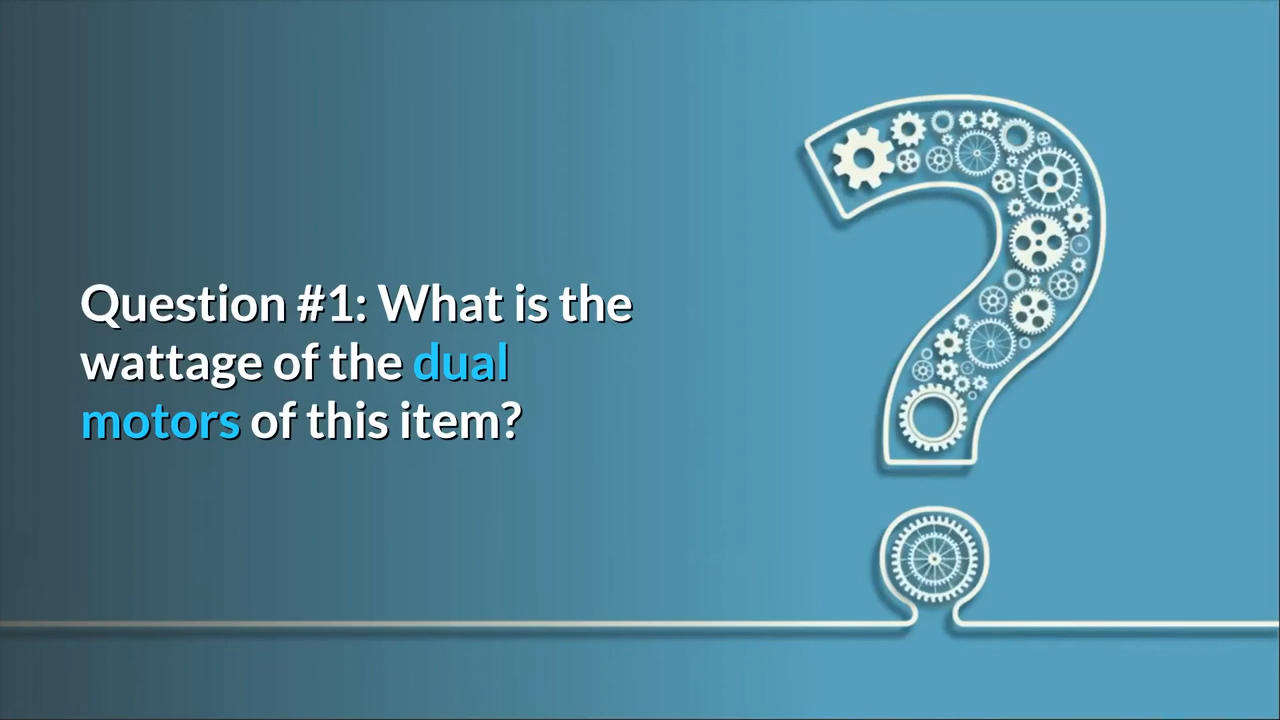 Question #1: What is the
wattage of the dual
motors of this item?